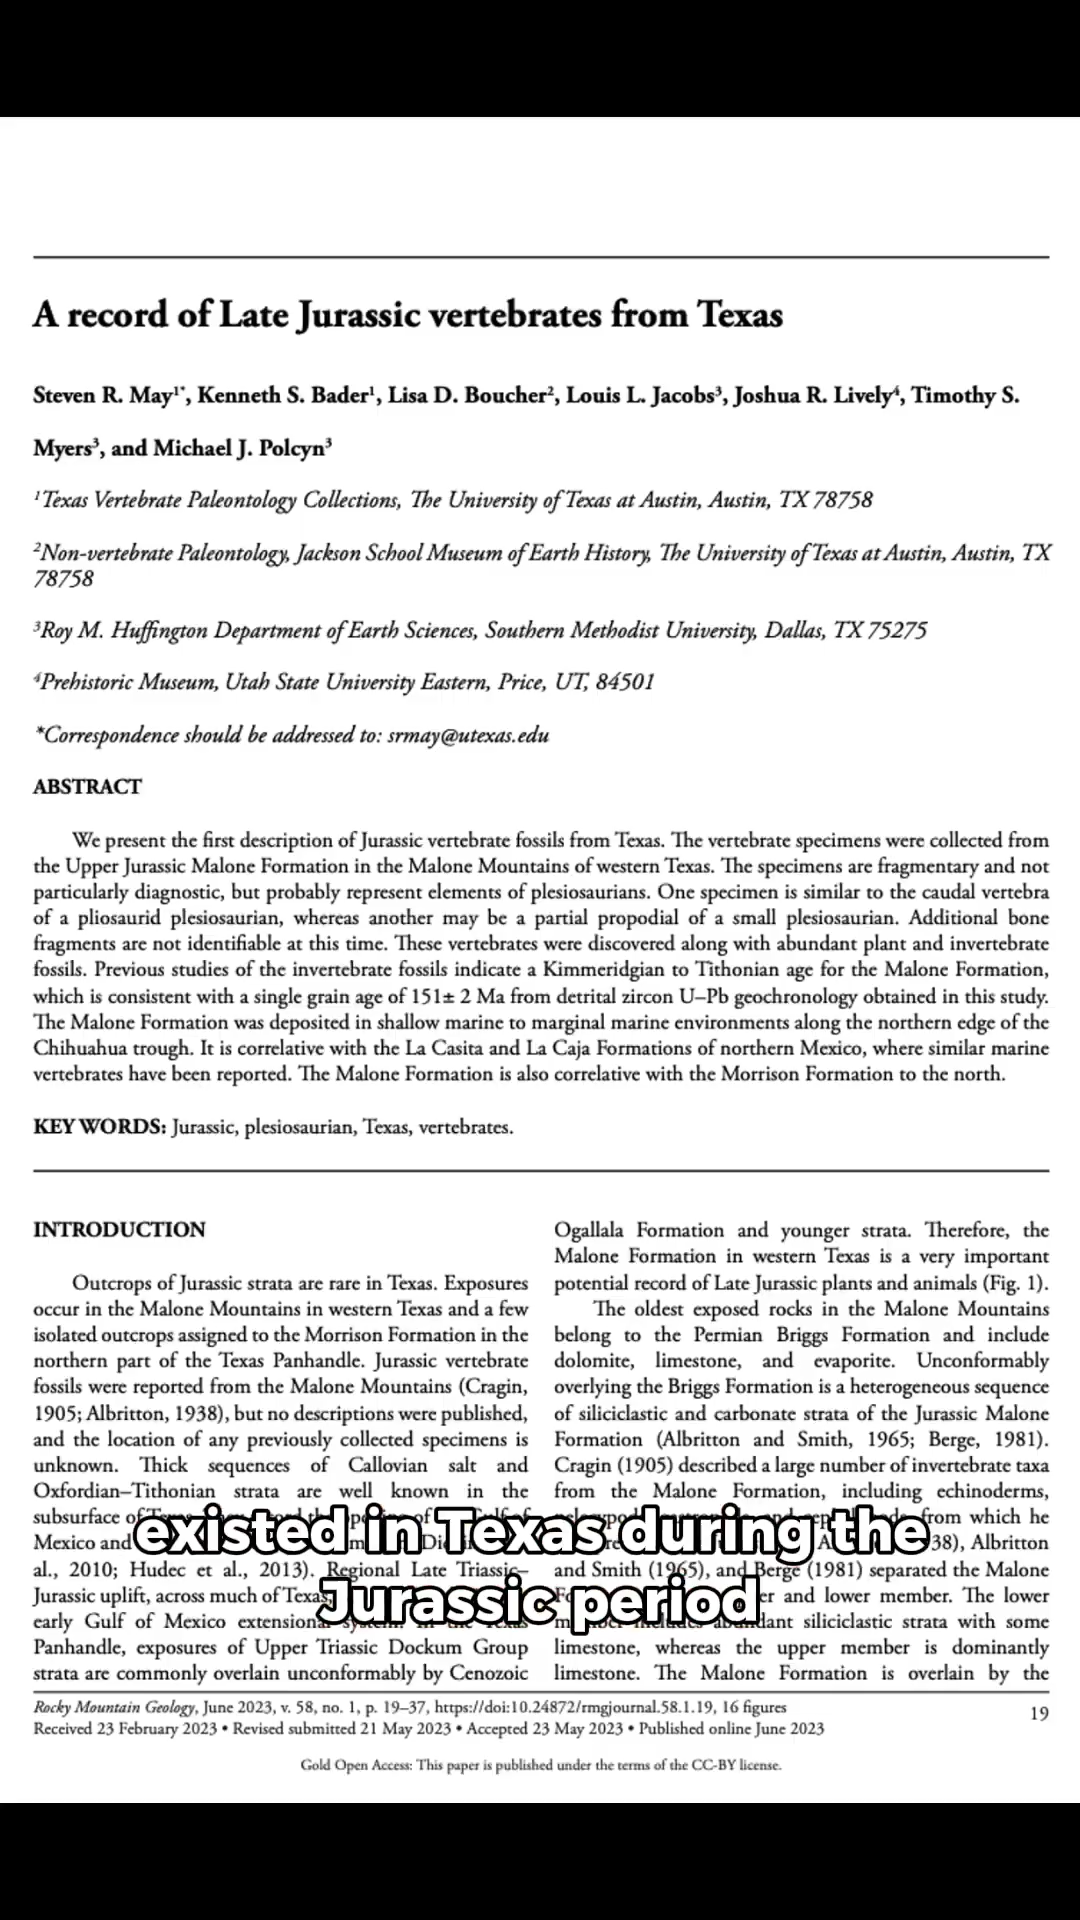 A record of Late Jurassic vertebrates from Texas
Steven R. May¹*, Kenneth S. Bader¹, Lisa D. Boucher², Louis L. Jacobs³, Joshua R. Lively⁴, Timothy S.
Myers³, and Michael J. Polcyn³
¹Texas Vertebrate Paleontology Collections, The University of Texas at Austin, Austin, TX 78758
²Non-vertebrate Paleontology, Jackson School Museum of Earth History, The University of Texas at Austin, Austin, TX
78758
³Roy M. Huffington Department of Earth Sciences, Southern Methodist University, Dallas, TX 75275
⁴Prehistoric Museum, Utah State University Eastern, Price, UT, 84501
*Correspondence should be addressed to: srmay@utexas.edu
ABSTRACT
We present the first description of Jurassic vertebrate fossils from Texas. The vertebrate specimens were collected from
the Upper Jurassic Malone Formation in the Malone Mountains of western Texas. The specimens are fragmentary and not
particularly diagnostic, but probably represent elements of plesiosaurians. One specimen is similar to the caudal vertebra
of a pliosaurid plesiosaurian, whereas another may be a partial propodial of a small plesiosaurian. Additional bone
fragments are not identifiable at this time. These vertebrates were discovered along with abundant plant and invertebrate
fossils. Previous studies of the invertebrate fossils indicate a Kimmeridgian to Tithonian age for the Malone Formation,
which is consistent with a single grain age of 151± 2 Ma from detrital zircon U–Pb geochronology obtained in this study.
The Malone Formation was deposited in shallow marine to marginal marine environments along the northern edge of the
Chihuahua trough. It is correlative with the La Casita and La Caja Formations of northern Mexico, where similar marine
vertebrates have been reported. The Malone Formation is also correlative with the Morrison Formation to the north.
KEY WORDS: Jurassic, plesiosaurian, Texas, vertebrates.
INTRODUCTION
Outcrops of Jurassic strata are rare in Texas. Exposures
occur in the Malone Mountains in western Texas and a few
isolated outcrops assigned to the Morrison Formation in the
northern part of the Texas Panhandle. Jurassic vertebrate
fossils were reported from the Malone Mountains (Cragin,
1905; Albritton, 1938), but no descriptions were published,
and the location of any previously collected specimens is
unknown. Thick sequences of Callovian salt and
Oxfordian–Tithonian strata are well known in the
subsurface of
Mexico and
al., 2010; Hudec et al., 2013). Regional Late Triassic–
Jurassic uplift, across much of Texas,
early Gulf of Mexico extensional
Panhandle, exposures of Upper Triassic Dockum Group
strata are commonly overlain unconformably by Cenozoic
Ogallala Formation and younger strata. Therefore, the
Malone Formation in western Texas is a very important
potential record of Late Jurassic plants and animals (Fig. 1).
The oldest exposed rocks in the Malone Mountains
belong to the Permian Briggs Formation and include
dolomite, limestone, and evaporite. Unconformably
overlying the Briggs Formation is a heterogeneous sequence
of siliciclastic and carbonate strata of the Jurassic Malone
Formation (Albritton and Smith, 1965; Berge, 1981).
Cragin (1905) described a large number of invertebrate taxa
from the Malone Formation, including echinoderms,
from which he
38), Albritton
and Smith (1965), and Berge (1981) separated the Malone
er and lower member. The lower
abundant siliciclastic strata with some
limestone, whereas the upper member is dominantly
limestone. The Malone Formation is overlain by the
existed in Texas during the
Jurassic period
Rocky Mountain Geology, June 2023, v. 58, no. 1, p. 19–37, https://doi:10.24872/rmgjournal.58.1.19, 16 figures
19
Received 23 February 2023 • Revised submitted 21 May 2023 • Accepted 23 May 2023 • Published online June 2023
Gold Open Access: This paper is published under the terms of the CC-BY license.